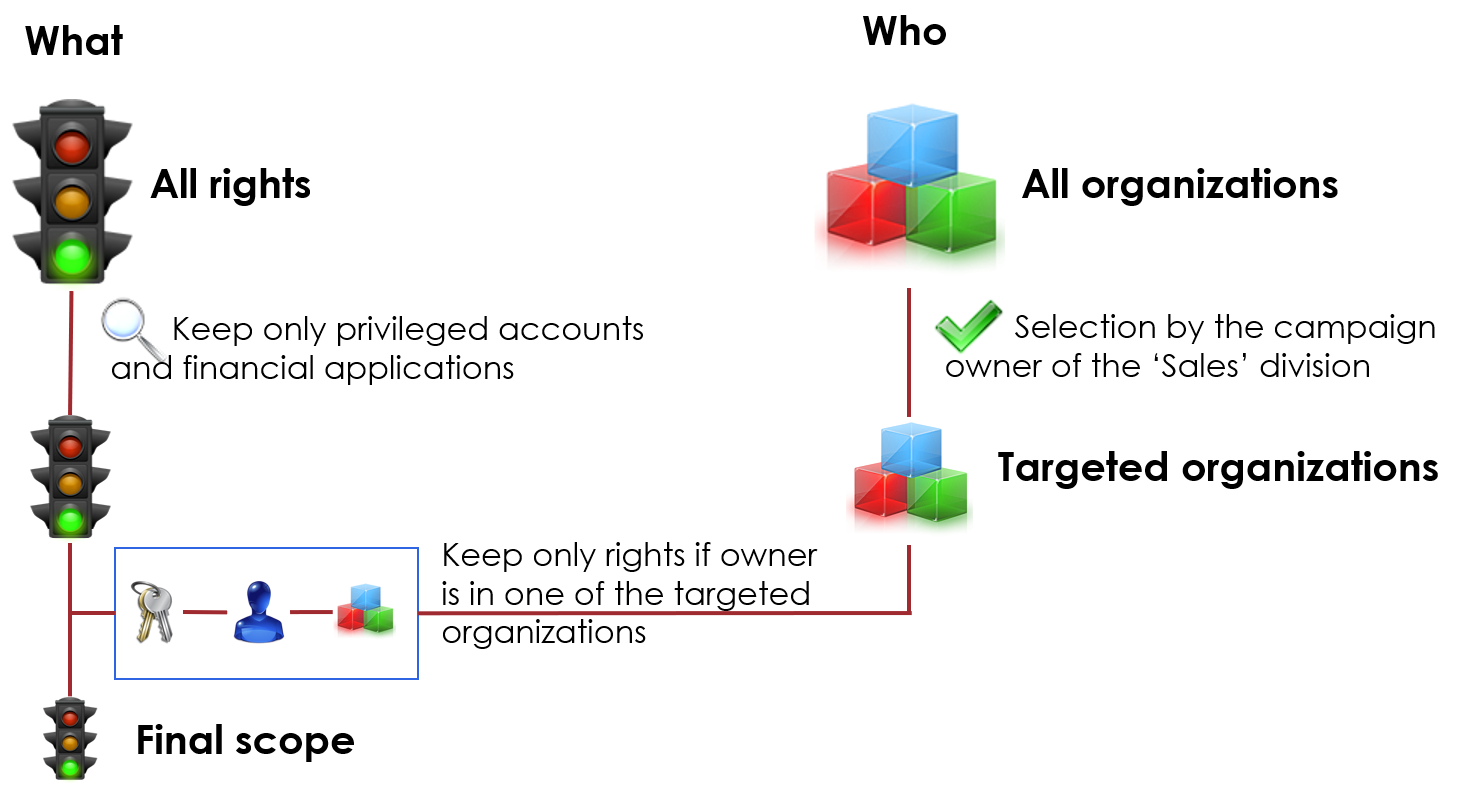 What
Who
All rights
All organizations
Keep only privileged accounts
and financial applications
Selection by the campaign
owner of the ‘Sales’ division
Targeted organizations
Keep only rights if owner
is in one of the targeted
organizations
Final scope